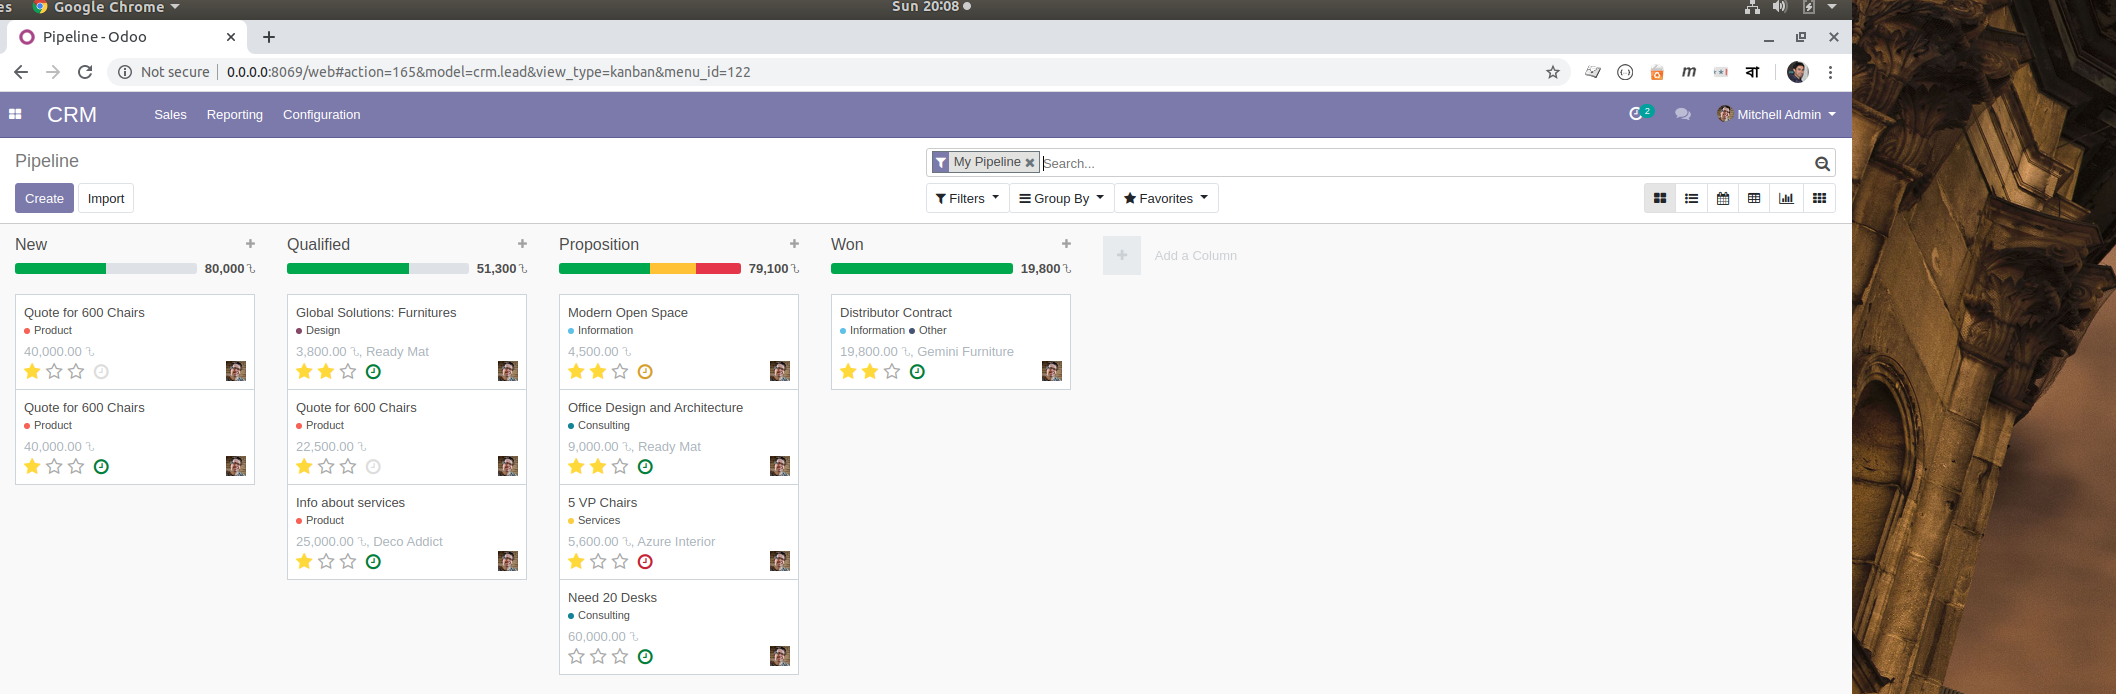 es Google Chrome Sun 20:08
Pipeline - Odoo
Not secure 0.0.0.0:8069/web#action=165&model=crm.lead&view_type=kanban&menu_id=122 m বা
CRM Sales Reporting Configuration 2 Mitchell Admin
Pipeline My Pipeline Search...
Create Import Filters Group By Favorites
New
80,000 ৳
Quote for 600 Chairs
Product
40,000.00 ৳
Quote for 600 Chairs
Product
40,000.00 ৳
Qualified
51,300 ৳
Global Solutions: Furnitures
Design
3,800.00 ৳, Ready Mat
Quote for 600 Chairs
Product
22,500.00 ৳
Info about services
Product
25,000.00 ৳, Deco Addict
Proposition
79,100 ৳
Modern Open Space
Information
4,500.00 ৳
Office Design and Architecture
Consulting
9,000.00 ৳, Ready Mat
5 VP Chairs
Services
5,600.00 ৳, Azure Interior
Need 20 Desks
Consulting
60,000.00 ৳
Won
19,800 ৳
Distributor Contract
Information Other
19,800.00 ৳, Gemini Furniture
Add a Column